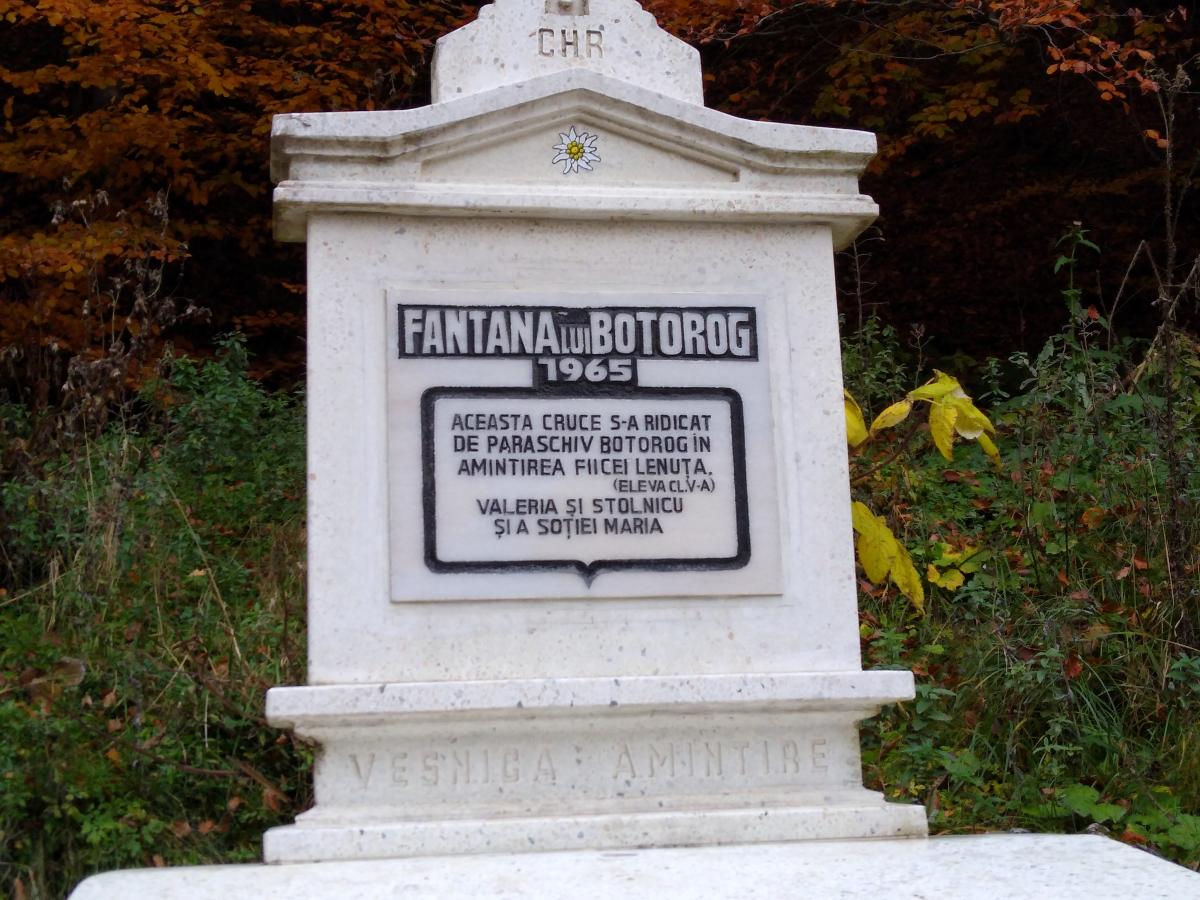 CHR
FANTANA LUI BOTOROG
1965
ACEASTA CRUCE S-A RIDICAT
DE PARASCHIV BOTOROG ÎN
AMINTIREA FIICEI LENUȚA.
(ELEVA CL.V-A)
VALERIA ȘI STOLNICU
ȘI A SOȚIEI MARIA
VESNICA AMINTIRE